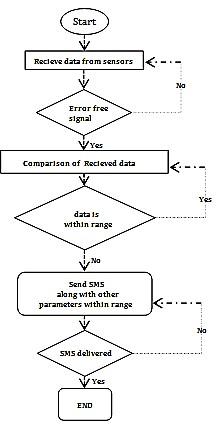 Start
Recieve data from sensors
Error free
signal
No
Yes
Comparison of Recieved data
data is
within range
Yes
No
Send SMS
along with other
parameters within range
SMS delivered
No
Yes
END